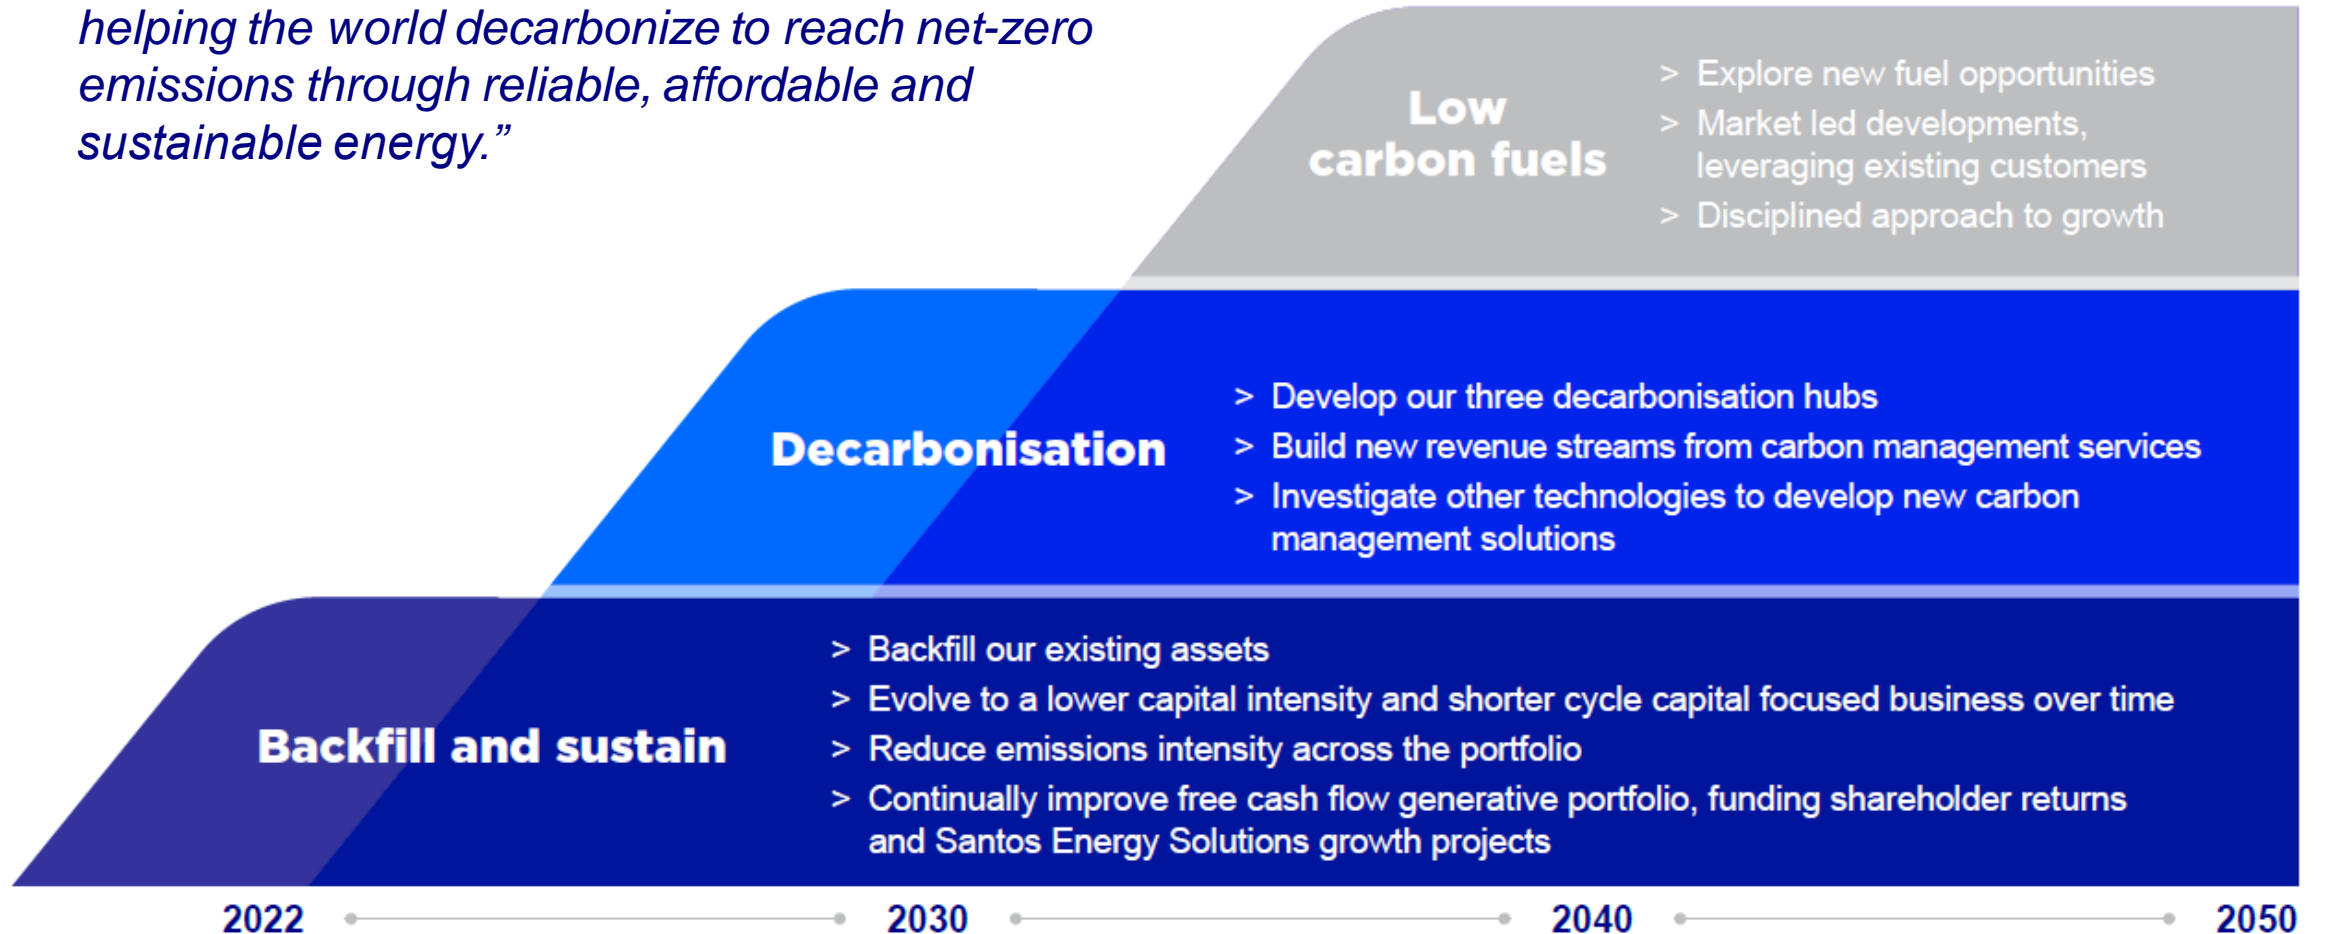 helping the world decarbonize to reach net-zero
emissions through reliable, affordable and
sustainable energy.”
Low
carbon fuels
> Explore new fuel opportunities
> Market led developments,
leveraging existing customers
> Disciplined approach to growth
Decarbonisation
> Develop our three decarbonisation hubs
> Build new revenue streams from carbon management services
> Investigate other technologies to develop new carbon
management solutions
Backfill and sustain
> Backfill our existing assets
> Evolve to a lower capital intensity and shorter cycle capital focused business over time
> Reduce emissions intensity across the portfolio
> Continually improve free cash flow generative portfolio, funding shareholder returns
and Santos Energy Solutions growth projects
2022 2030 2040 2050